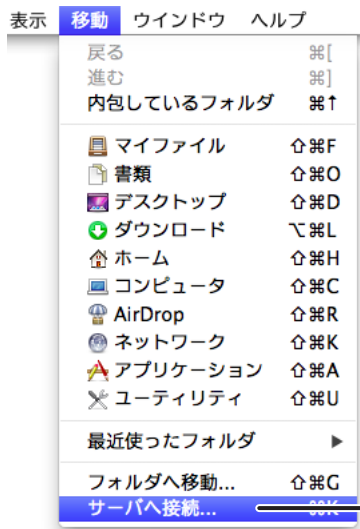 表示 移動 ウインドウ ヘルプ
戻る ⌘[
進む ⌘]
内包しているフォルダ ⌘↑
マイファイル ⇧⌘F
書類 ⇧⌘O
デスクトップ ⇧⌘D
ダウンロード ⌥⌘L
ホーム ⇧⌘H
コンピュータ ⇧⌘C
AirDrop ⇧⌘R
ネットワーク ⇧⌘K
アプリケーション ⇧⌘A
ユーティリティ ⇧⌘U
最近使ったフォルダ ▶
フォルダへ移動... ⇧⌘G
サーバへ接続... ⌘K